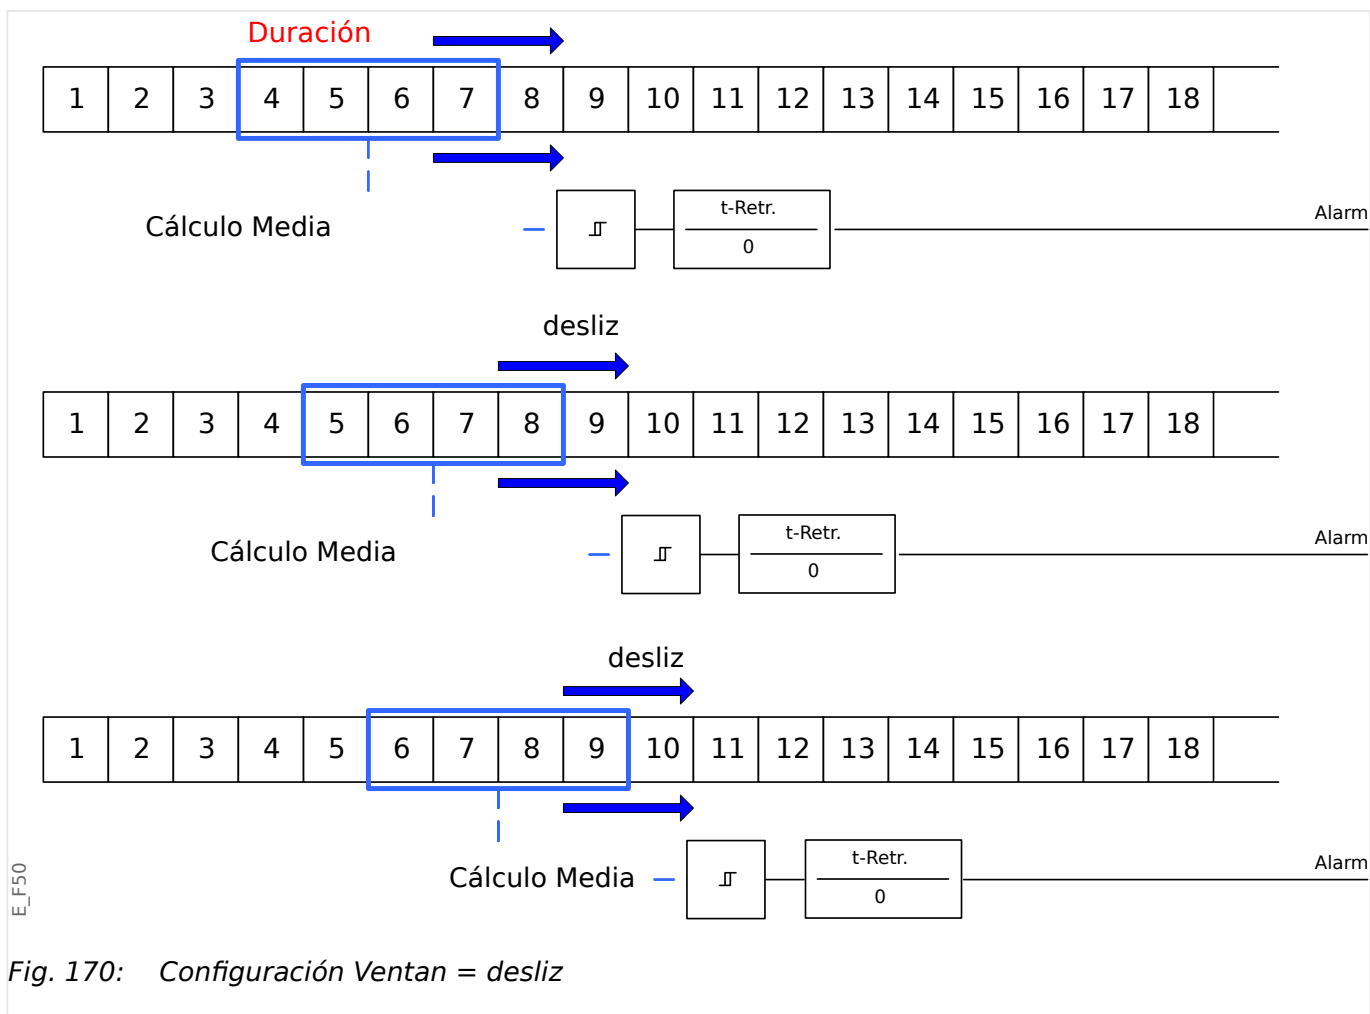 Duración
1 2 3 4 5 6 7 8 9 10 11 12 13 14 15 16 17 18
Cálculo Media
t-Retr.
0
Alarm
desliz
1 2 3 4 5 6 7 8 9 10 11 12 13 14 15 16 17 18
Cálculo Media
t-Retr.
0
Alarm
desliz
1 2 3 4 5 6 7 8 9 10 11 12 13 14 15 16 17 18
Cálculo Media
t-Retr.
0
Alarm
E_F50
Fig. 170: Configuración Ventan = desliz